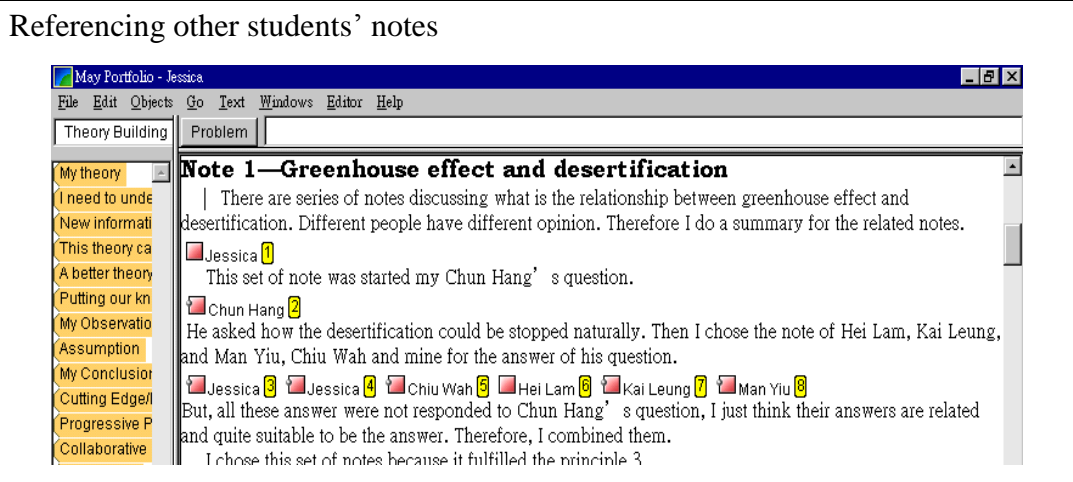 Referencing other students’ notes
May Portfolio - Jessica
File Edit Objects Go Text Windows Editor Help
Theory Building Problem
My theory
I need to unde
New informati
This theory ca
A better theory
Putting our kn
My Observatio
Assumption
My Conclusion
Cutting Edge/I
Progressive P
Collaborative
Note 1—Greenhouse effect and desertification
There are series of notes discussing what is the relationship between greenhouse effect and
desertification. Different people have different opinion. Therefore I do a summary for the related notes.
Jessica 1
This set of note was started my Chun Hang’s question.
Chun Hang 2
He asked how the desertification could be stopped naturally. Then I chose the note of Hei Lam, Kai Leung,
and Man Yiu, Chiu Wah and mine for the answer of his question.
Jessica 3 Jessica 4 Chiu Wah 5 Hei Lam 6 Kai Leung 7 Man Yiu 8
But, all these answer were not responded to Chun Hang’s question, I just think their answers are related
and quite suitable to be the answer. Therefore, I combined them.
I chose this set of notes because it fulfilled the principle 3